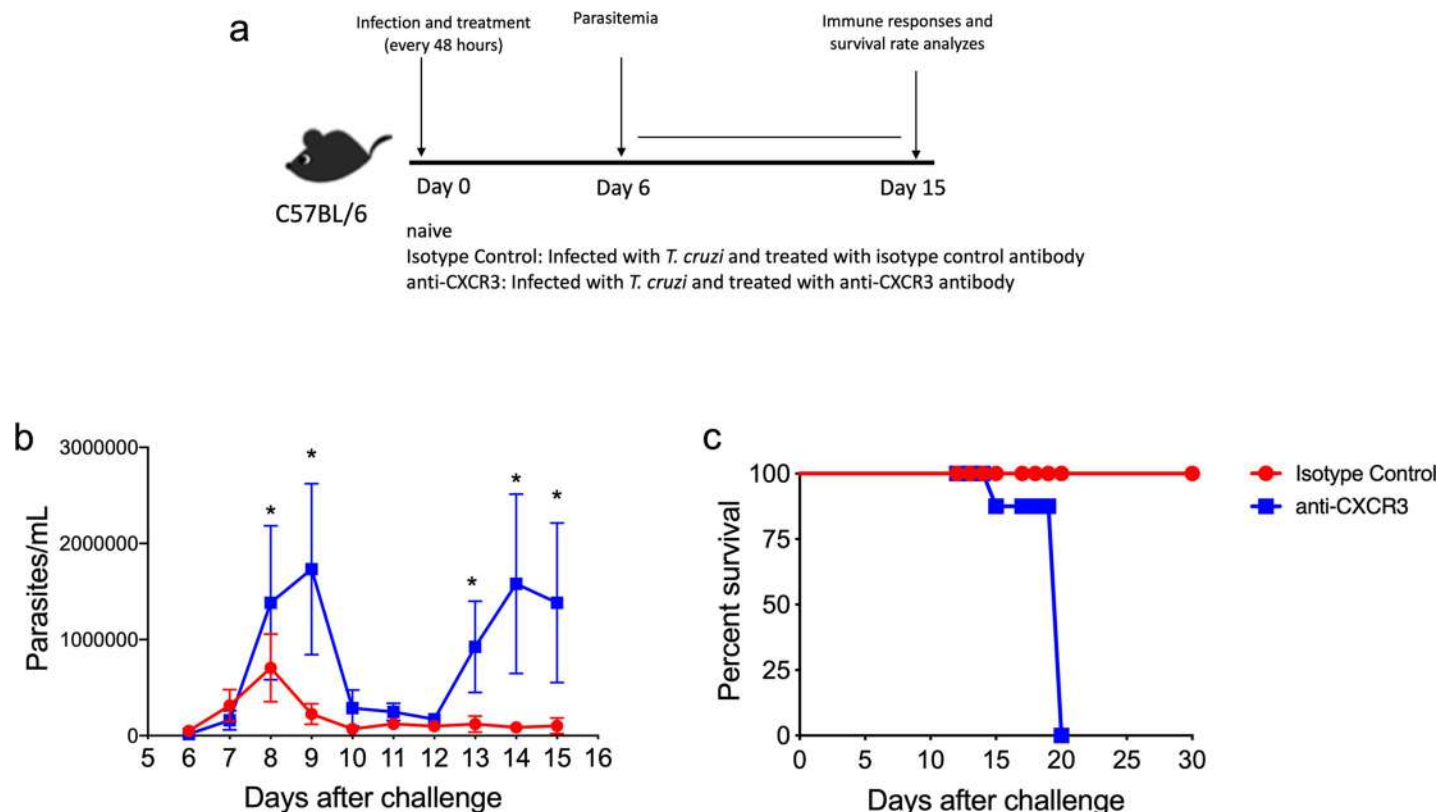 a
Infection and treatment
(every 48 hours)
Parasitemia
Immune responses and
survival rate analyzes
Day 0
Day 6
Day 15
C57BL/6
naive
Isotype Control: Infected with T. cruzi and treated with isotype control antibody
anti-CXCR3: Infected with T. cruzi and treated with anti-CXCR3 antibody
b
Parasites/mL
3000000
2000000
1000000
0
* * * * *
5 6 7 8 9 10 11 12 13 14 15 16
Days after challenge
c
Percent survival
100
75
50
25
0
0 5 10 15 20 30
Days after challenge
Isotype Control
anti-CXCR3